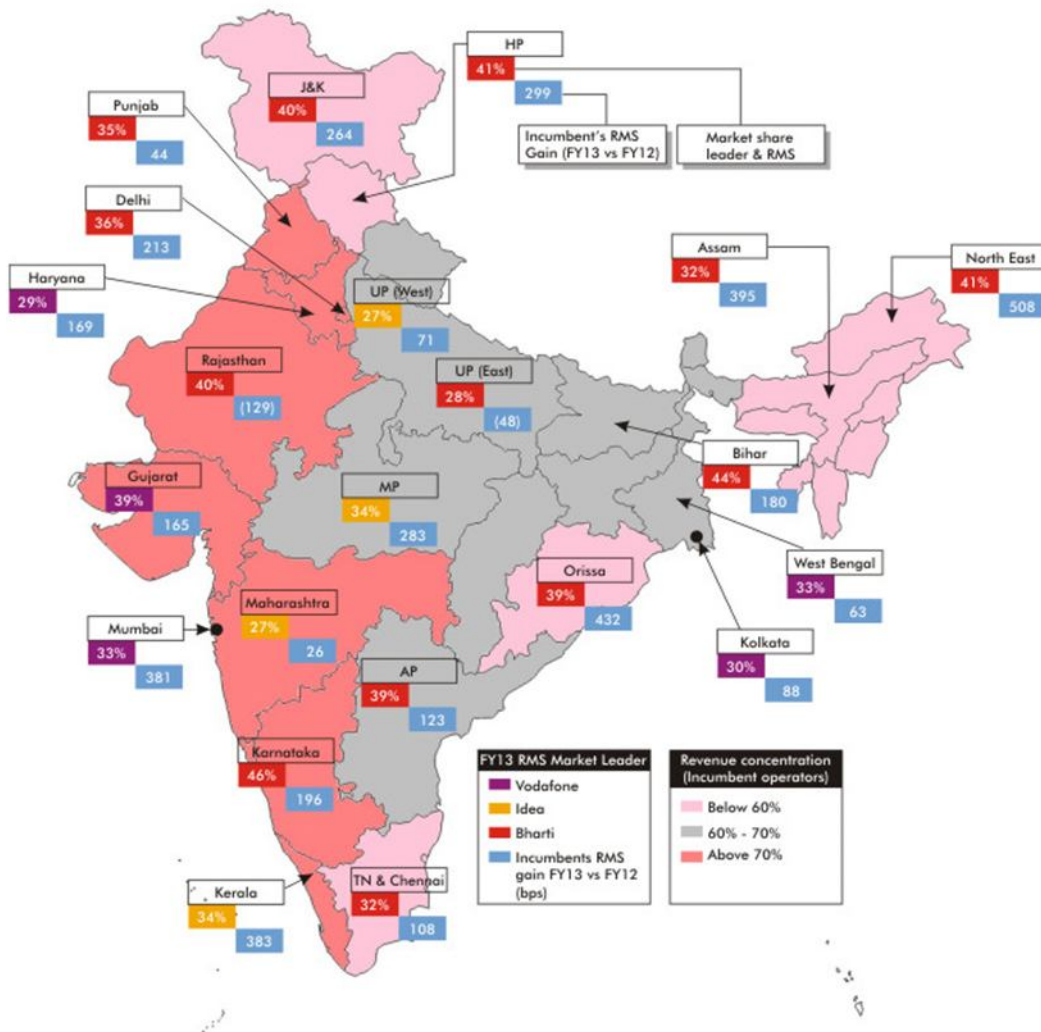 HP
41%
299
Incumbent's RMS
Gain (FY13 vs FY12)
Market share
leader & RMS
J&K
40%
264
Punjab
35%
44
Delhi
36%
213
Haryana
29%
169
Assam
32%
395
North East
41%
508
UP (West)
27%
71
Rajasthan
40%
(129)
UP (East)
28%
(48)
Bihar
44%
180
Gujarat
39%
165
MP
34%
283
West Bengal
33%
63
Orissa
39%
432
Maharashtra
27%
26
Mumbai
33%
381
Kolkata
30%
88
AP
39%
123
Karnataka
46%
196
Kerala
34%
383
TN & Chennai
32%
108
FY13 RMS Market Leader
Vodafone
Idea
Bharti
Incumbents RMS
gain FY13 vs FY12
(bps)
Revenue concentration
(Incumbent operators)
Below 60%
60% - 70%
Above 70%